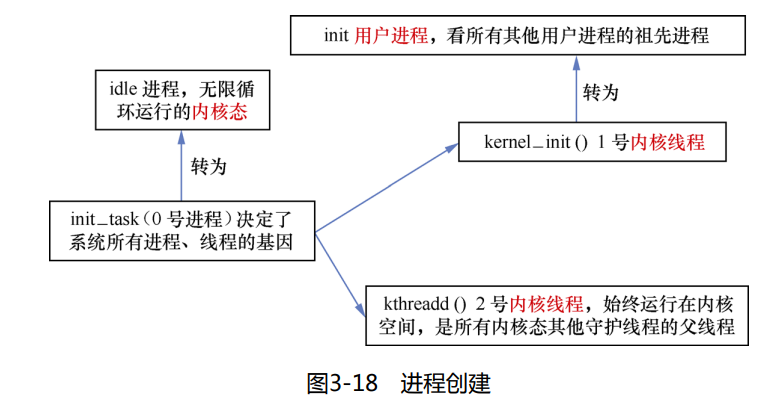 init 用户进程，看所有其他用户进程的祖先进程
idle 进程，无限循
环运行的内核态
转为
kernel_init () 1 号内核线程
转为
init_task（0 号进程）决定了
系统所有进程、线程的基因
kthreadd () 2 号内核线程，始终运行在内核
空间，是所有内核态其他守护线程的父线程
图3-18 进程创建